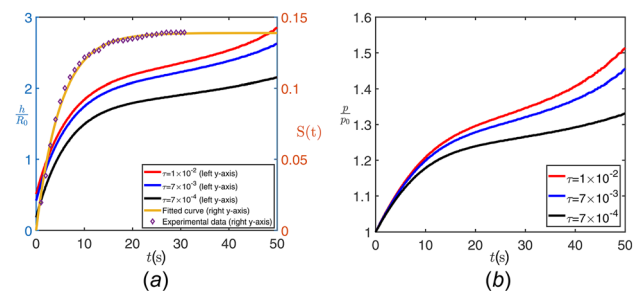 3
2
1
0
h
R₀
0.15
0.1
0.05
0
S(t)
τ=1×10⁻² (left y-axis)
τ=7×10⁻³ (left y-axis)
τ=7×10⁻⁴ (left y-axis)
Fitted curve (right y-axis)
Experimental data (right y-axis)
0 10 20 30 40 50
t(s)
(a)
1.6
1.5
1.4
1.3
1.2
1.1
1
p
p₀
τ=1×10⁻²
τ=7×10⁻³
τ=7×10⁻⁴
0 10 20 30 40 50
t(s)
(b)